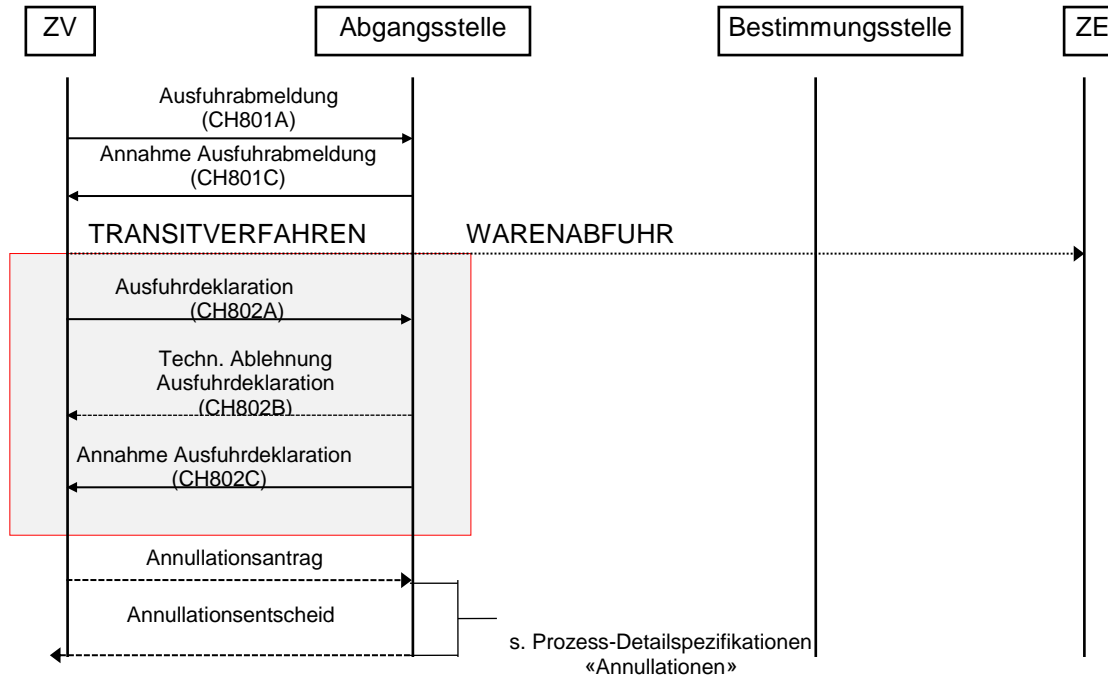 ZV
Abgangsstelle
Bestimmungsstelle
ZE
Ausfuhrabmeldung
(CH801A)
Annahme Ausfuhrabmeldung
(CH801C)
TRANSITVERFAHREN
WARENABFUHR
Ausfuhrdeklaration
(CH802A)
Techn. Ablehnung
Ausfuhrdeklaration
(CH802B)
Annahme Ausfuhrdeklaration
(CH802C)
Annullationsantrag
Annullationsentscheid
s. Prozess-Detailspezifikationen
«Annullationen»